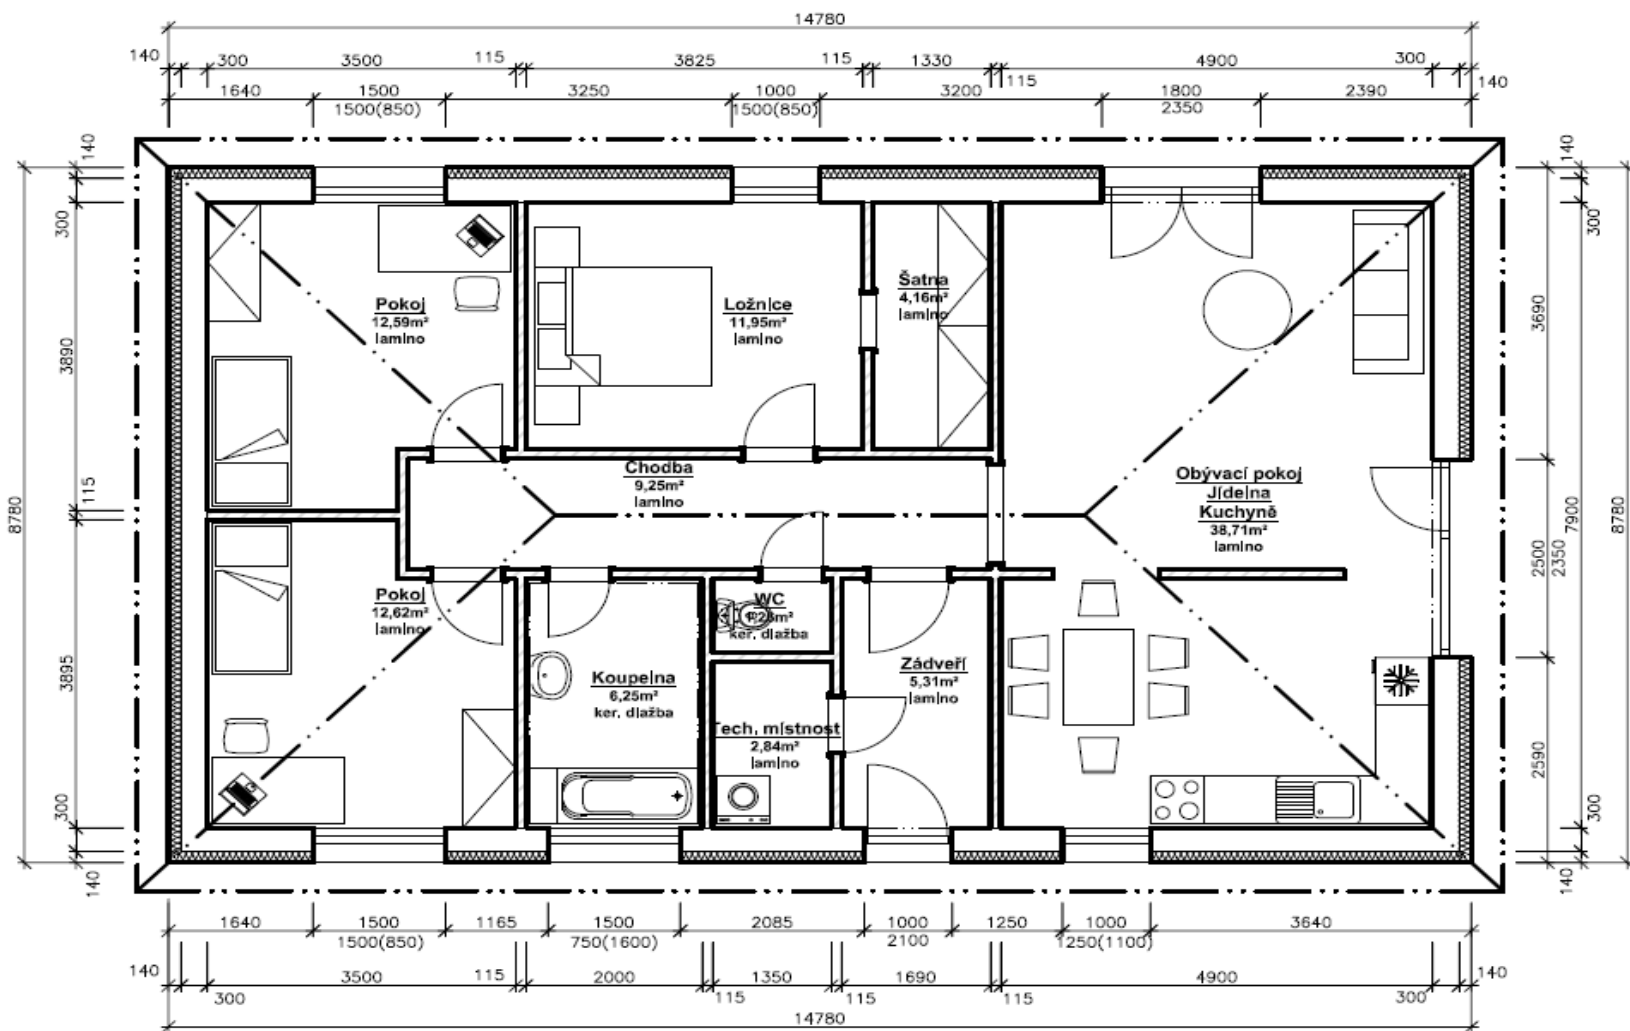 14780
140 300 3500 115 3825 115 1330 4900 300
115 140
1640 1500 3250 1000 3200 1800 2390
1500(850) 1500(850) 2350
140
300
3890
115
8780
3895
300
140
140
300
3690
2500
2350
7900
8780
2590
300
140
Pokoj
12,59m²
lamino
Ložnice
11,95m²
lamino
Šatna
4,16m²
lamino
Chodba
9,25m²
lamino
Obývací pokoj
Jídelna
Kuchyně
38,71m²
lamino
Pokoj
12,62m²
lamino
WC
ker. dlažba
Koupelna
6,25m²
ker. dlažba
Zádveří
5,31m²
lamino
Tech. místnost
2,84m²
lamino
1640 1500 1165 1500 2085 1000 1250 1000 3640
1500(850) 750(1600) 2100 1250(1100)
140 3500 115 2000 1350 1690 4900 140
300 115 115 115 300
14780